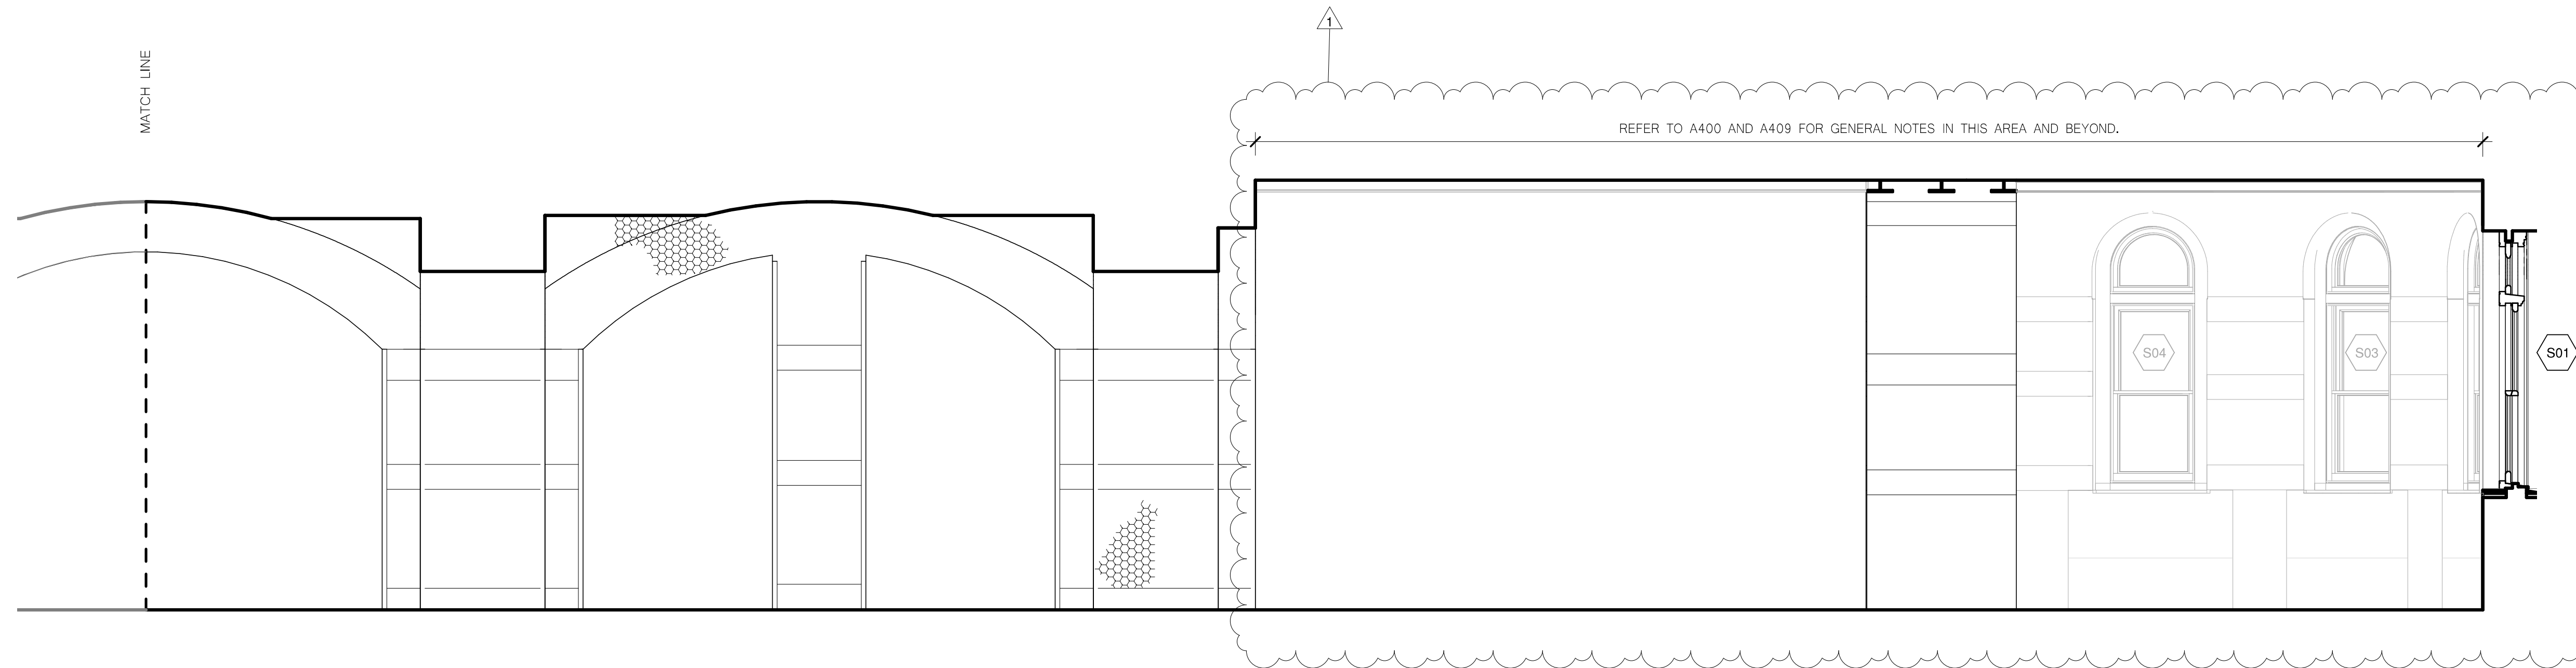 1
MATCH LINE
REFER TO A400 AND A409 FOR GENERAL NOTES IN THIS AREA AND BEYOND.
S04
S03
S01